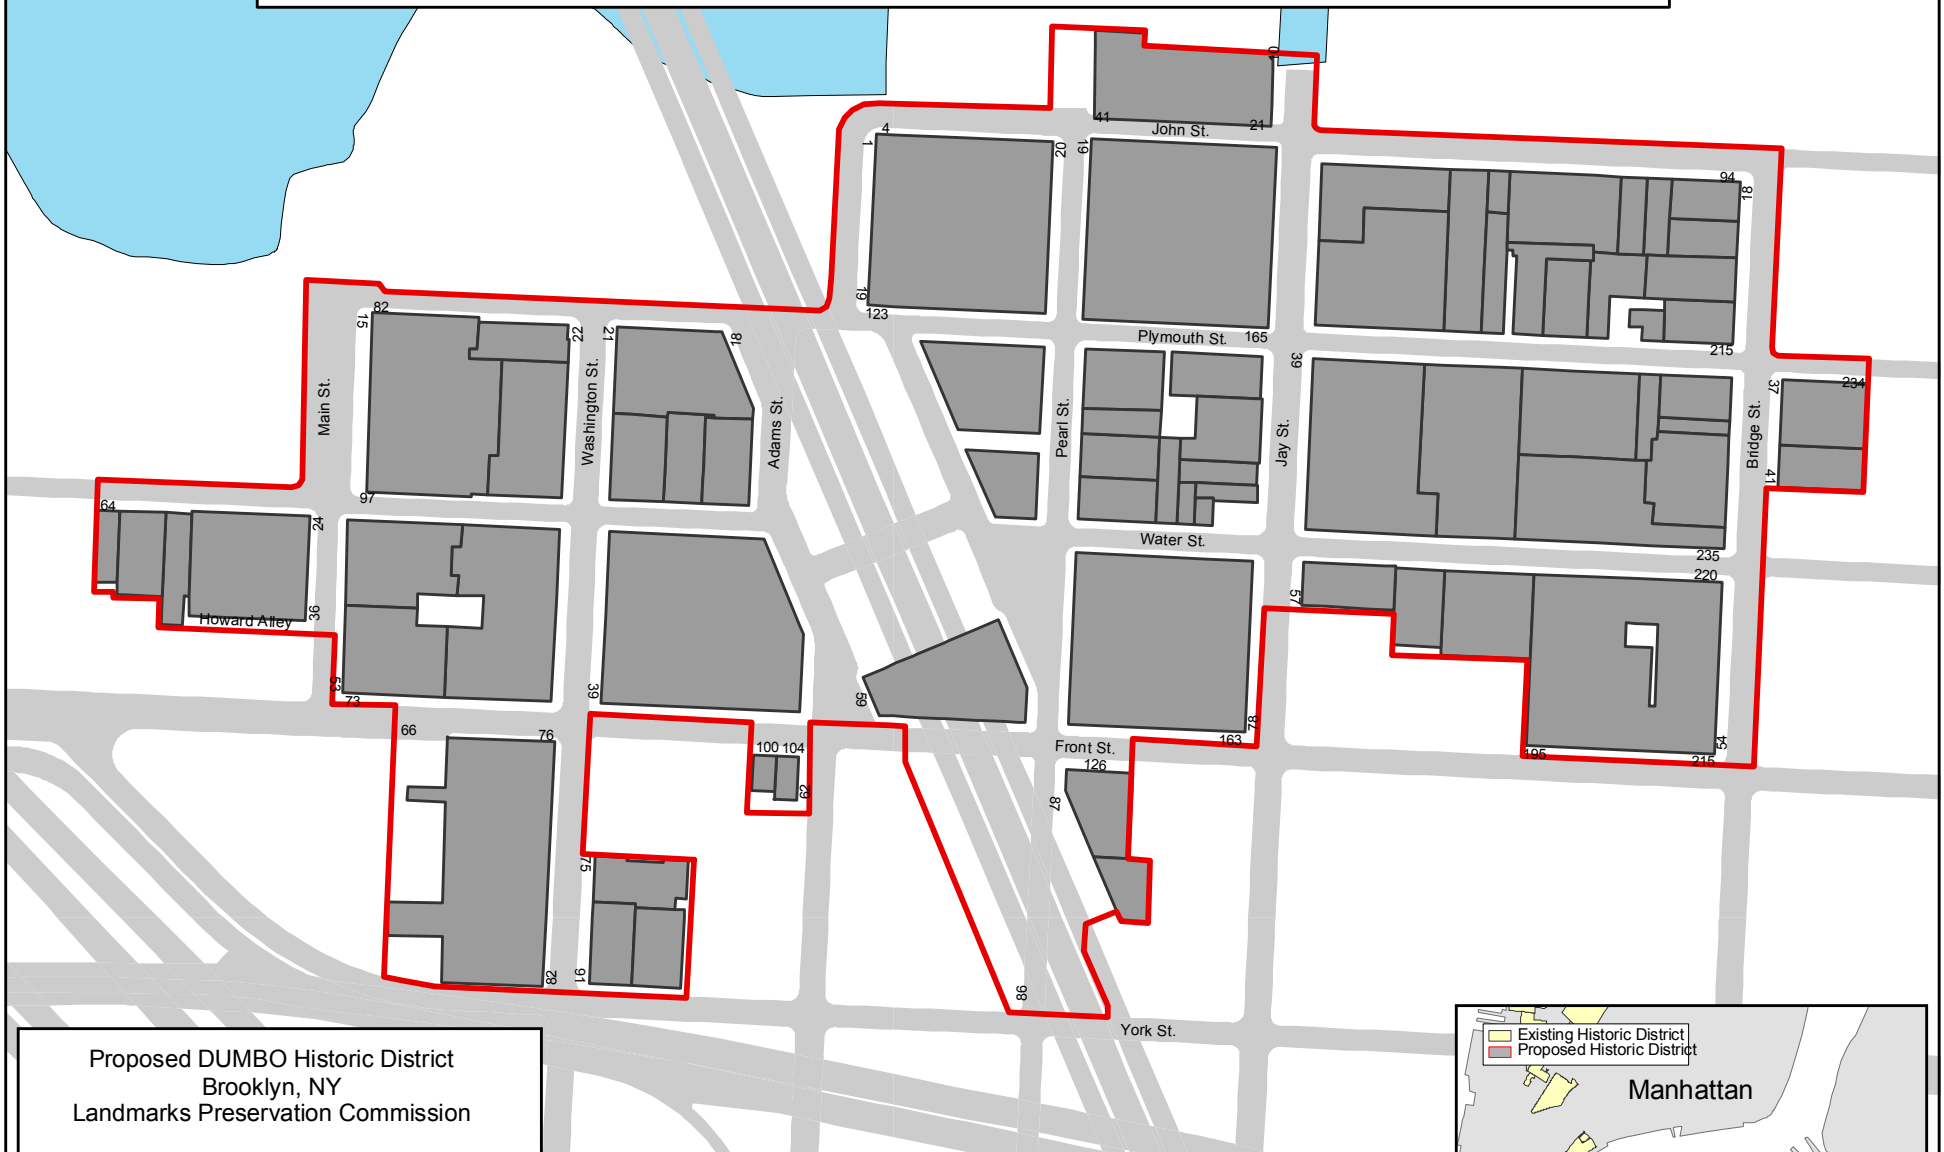 10
41
John St.
21
4
1
20
19
94
18
19
123
Plymouth St.
165
215
82
15
22
21
18
39
37
234
Main St.
Washington St.
Adams St.
Pearl St.
Jay St.
Bridge St.
41
97
64
24
36
Howard Alley
Water St.
235
220
57
53
73
39
59
78
163
Front St.
195
54
215
66
76
100 104
69
126
87
75
82
91
98
York St.
Proposed DUMBO Historic District
Brooklyn, NY
Landmarks Preservation Commission
Existing Historic District
Proposed Historic District
Manhattan